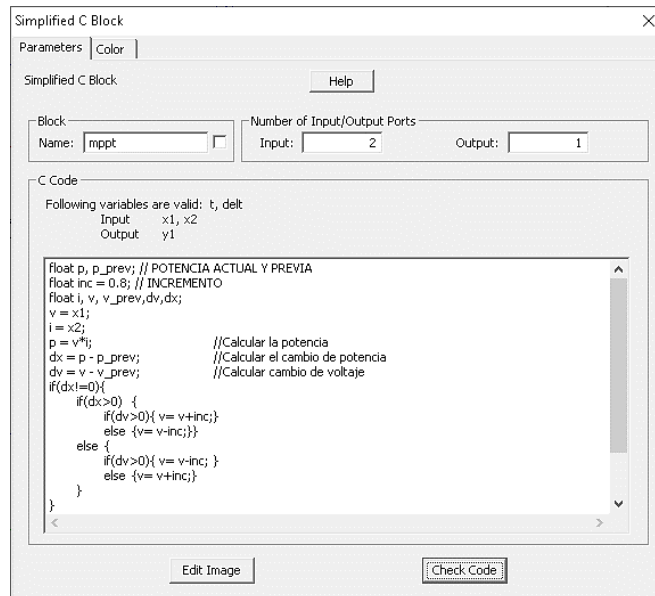 Simplified C Block
Parameters Color
Simplified C Block Help
Block Number of Input/Output Ports
Name: mppt Input: 2 Output: 1
C Code
Following variables are valid: t, delt
Input x1, x2
Output y1
float p, p_prev; // POTENCIA ACTUAL Y PREVIA
float inc = 0.8; // INCREMENTO
float i, v, v_prev,dv,dx;
v = x1;
i = x2;
p = v*i; //Calcular la potencia
dx = p - p_prev; //Calcular el cambio de potencia
dv = v - v_prev; //Calcular cambio de voltaje
if(dx!=0){
if(dx>0) {
if(dv>0){ v= v+inc;}
else {v= v-inc;}}
else {
if(dv>0){ v= v-inc; }
else {v= v+inc;}
}
}
Edit Image Check Code